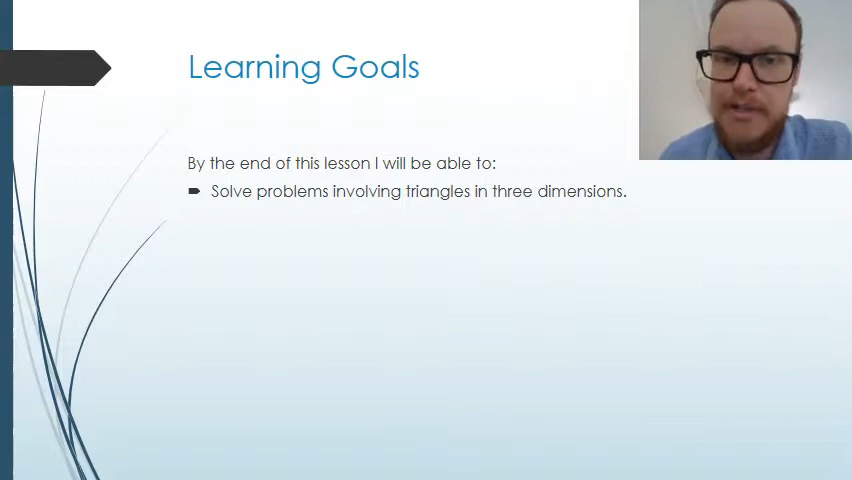 Learning Goals
By the end of this lesson I will be able to:
Solve problems involving triangles in three dimensions.